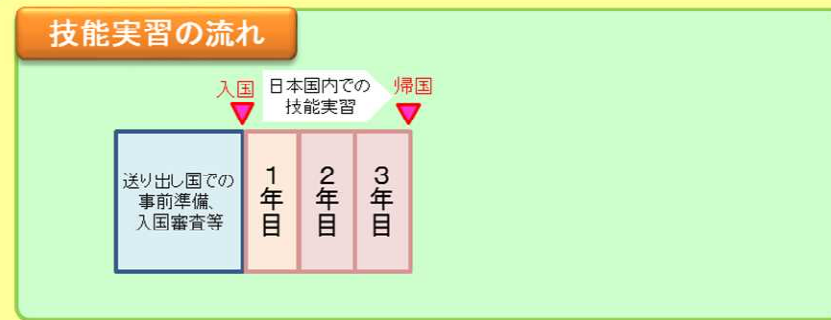 技能実習の流れ
入国
日本国内での
技能実習
帰国
送り出し国での
事前準備、
入国審査等
1年目
2年目
3年目